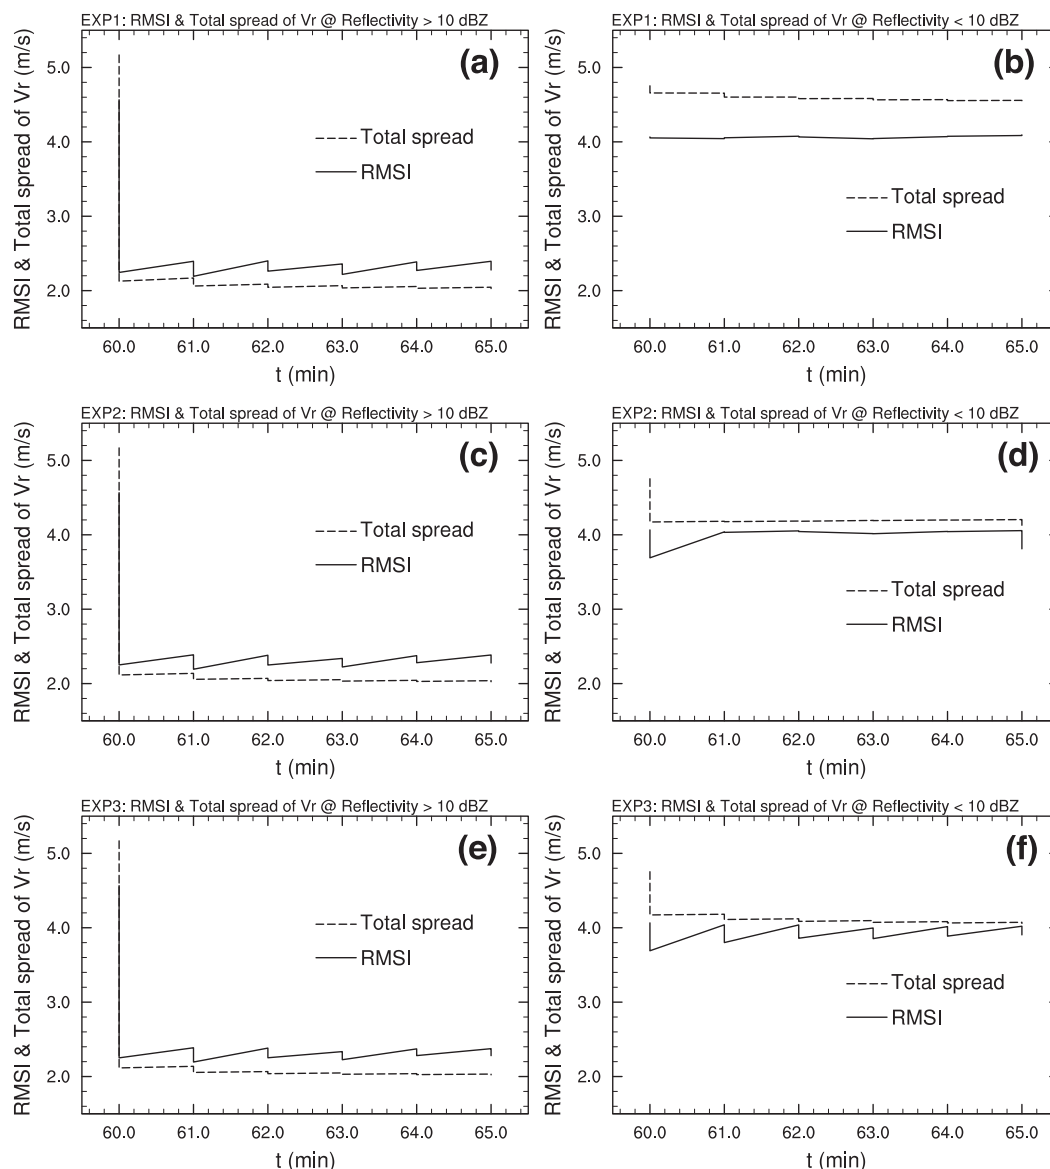 EXP1: RMSI & Total spread of Vr @ Reflectivity > 10 dBZ
(a)
RMSI & Total spread of Vr (m/s)
5.0
4.0
3.0
2.0
Total spread
RMSI
60.0 61.0 62.0 63.0 64.0 65.0
t (min)
EXP1: RMSI & Total spread of Vr @ Reflectivity < 10 dBZ
(b)
RMSI & Total spread of Vr (m/s)
5.0
4.0
3.0
2.0
Total spread
RMSI
60.0 61.0 62.0 63.0 64.0 65.0
t (min)
EXP2: RMSI & Total spread of Vr @ Reflectivity > 10 dBZ
(c)
RMSI & Total spread of Vr (m/s)
5.0
4.0
3.0
2.0
Total spread
RMSI
60.0 61.0 62.0 63.0 64.0 65.0
t (min)
EXP2: RMSI & Total spread of Vr @ Reflectivity < 10 dBZ
(d)
RMSI & Total spread of Vr (m/s)
5.0
4.0
3.0
2.0
Total spread
RMSI
60.0 61.0 62.0 63.0 64.0 65.0
t (min)
EXP3: RMSI & Total spread of Vr @ Reflectivity > 10 dBZ
(e)
RMSI & Total spread of Vr (m/s)
5.0
4.0
3.0
2.0
Total spread
RMSI
60.0 61.0 62.0 63.0 64.0 65.0
t (min)
EXP3: RMSI & Total spread of Vr @ Reflectivity < 10 dBZ
(f)
RMSI & Total spread of Vr (m/s)
5.0
4.0
3.0
2.0
Total spread
RMSI
60.0 61.0 62.0 63.0 64.0 65.0
t (min)